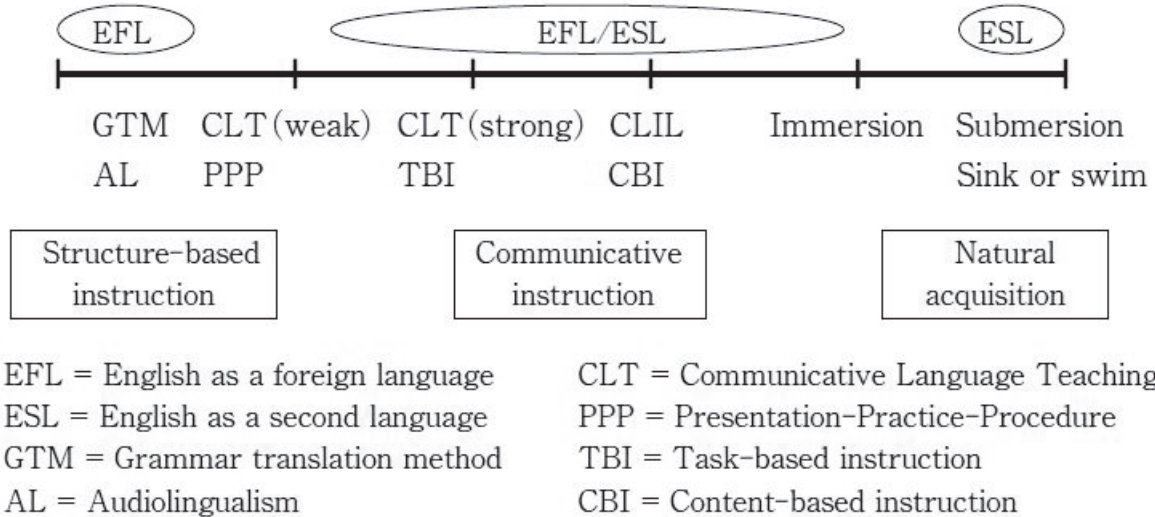 EFL EFL/ESL ESL
GTM CLT (weak) CLT (strong) CLIL Immersion Submersion
AL PPP TBI CBI Sink or swim
Structure-based instruction
Communicative instruction
Natural acquisition
EFL = English as a foreign language
ESL = English as a second language
GTM = Grammar translation method
AL = Audiolingualism
CLT = Communicative Language Teaching
PPP = Presentation-Practice-Procedure
TBI = Task-based instruction
CBI = Content-based instruction